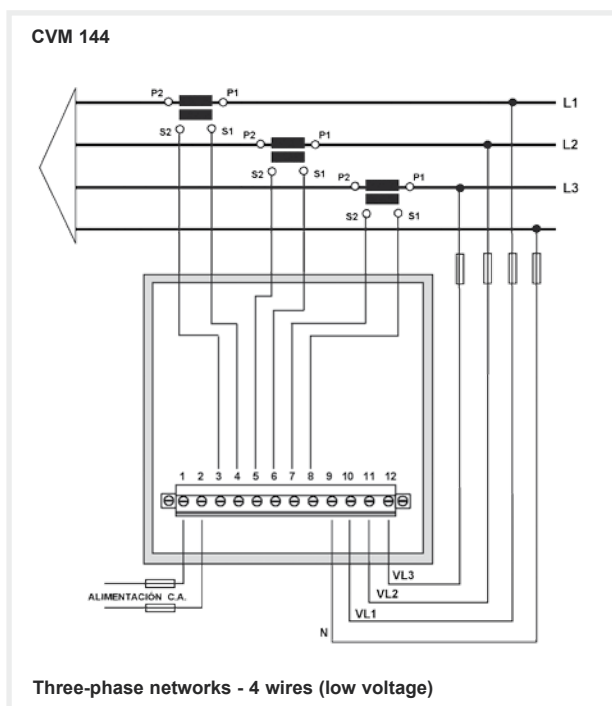 CVM 144
P2 P1 L1
S2 S1 P2 P1 L2
S2 S1 P2 P1 L3
S2 S1
1 2 3 4 5 6 7 8 9 10 11 12
VL3
ALIMENTACIÓN C.A. VL2
VL1
N
Three-phase networks - 4 wires (low voltage)